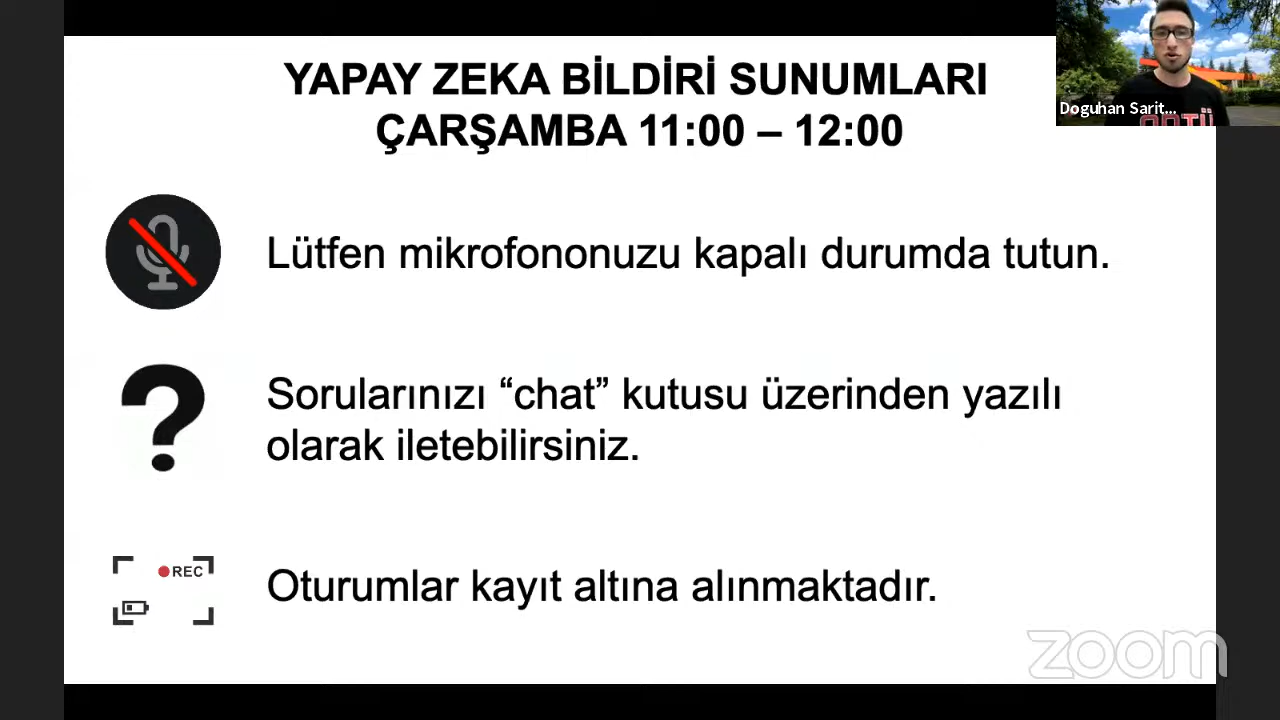 YAPAY ZEKA BİLDİRİ SUNUMLARI
ÇARŞAMBA 11:00 – 12:00
Doguhan Sarit...
ODTÜ
Lütfen mikrofononuzu kapalı durumda tutun.
Sorularınızı “chat” kutusu üzerinden yazılı
olarak iletebilirsiniz.
REC
Oturumlar kayıt altına alınmaktadır.
zoom